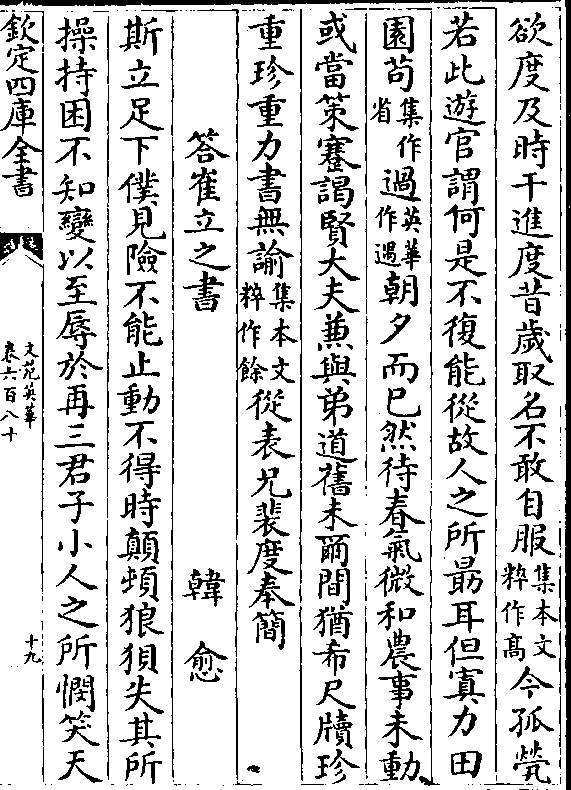 欲度及時干進度昔歲取名不敢自服集本文粹作高今孤煢
若此遊官謂何是不復能從故人之所最耳但寘力田
園苟集作省過英華作過朝夕而已然待春氣微和農事未動
或當策蹇謁賢大夫兼與弟道舊未爾間猶希尺牘珍
重珍重力書無諭集本文粹作餘從表兄裴度奉簡
答崔立之書 韓愈
斯立足下僕見險不能止動不得時顛頓狼狽失其所
操持困不知變以至辱於再三君子小人之所憫笑天
欽定四庫全書
文苑英華
卷六百八十
十九